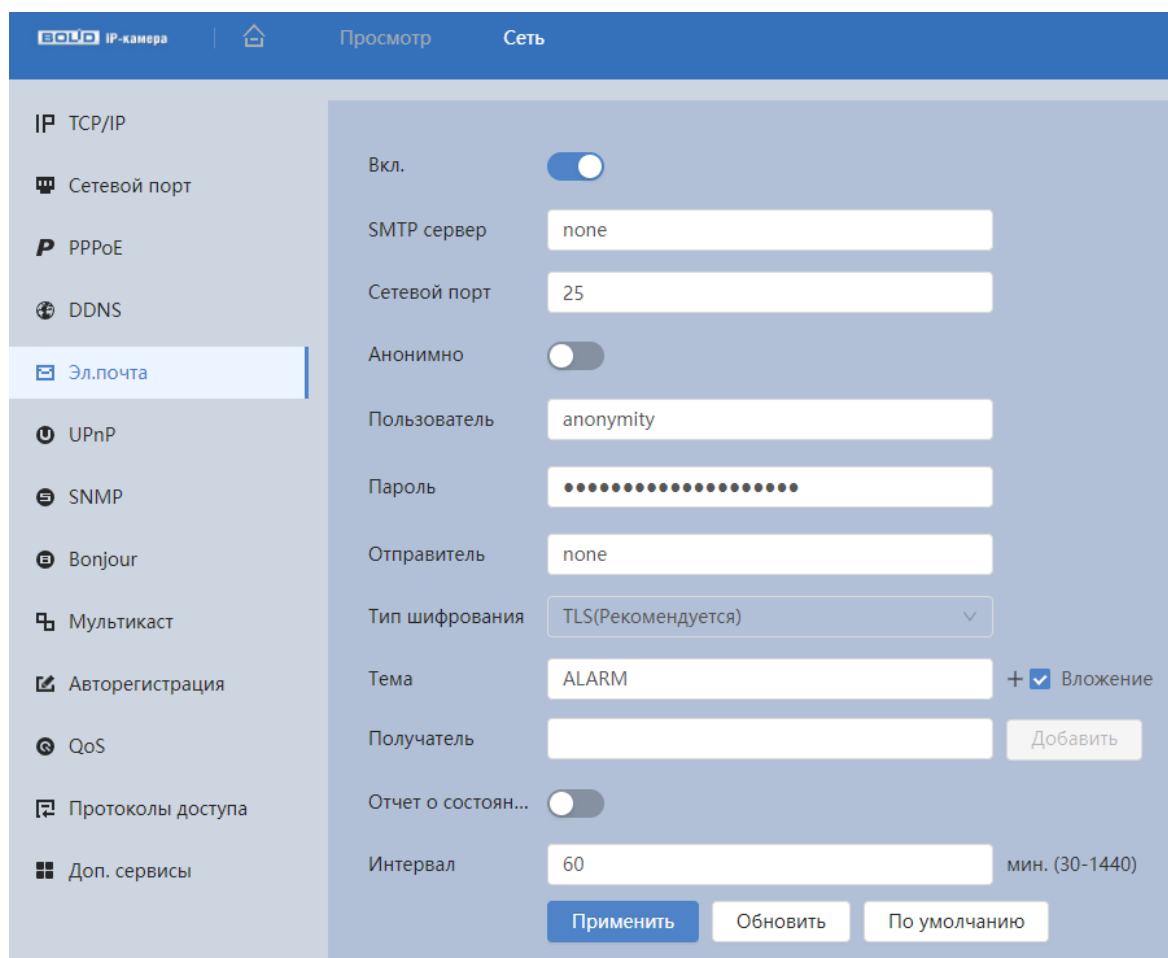 BOLID IP-камера
Просмотр
Сеть
TCP/IP
Сетевой порт
PPPoE
DDNS
Эл.почта
UPnP
SNMP
Bonjour
Мультикаст
Авторегистрация
QoS
Протоколы доступа
Доп. сервисы
Вкл.
SMTP сервер none
Сетевой порт 25
Анонимно
Пользователь anonymity
Пароль ••••••••••••••••••••
Отправитель none
Тип шифрования TLS(Рекомендуется)
Тема ALARM + Вложение
Получатель Добавить
Отчет о состоян...
Интервал 60 мин. (30-1440)
Применить Обновить По умолчанию